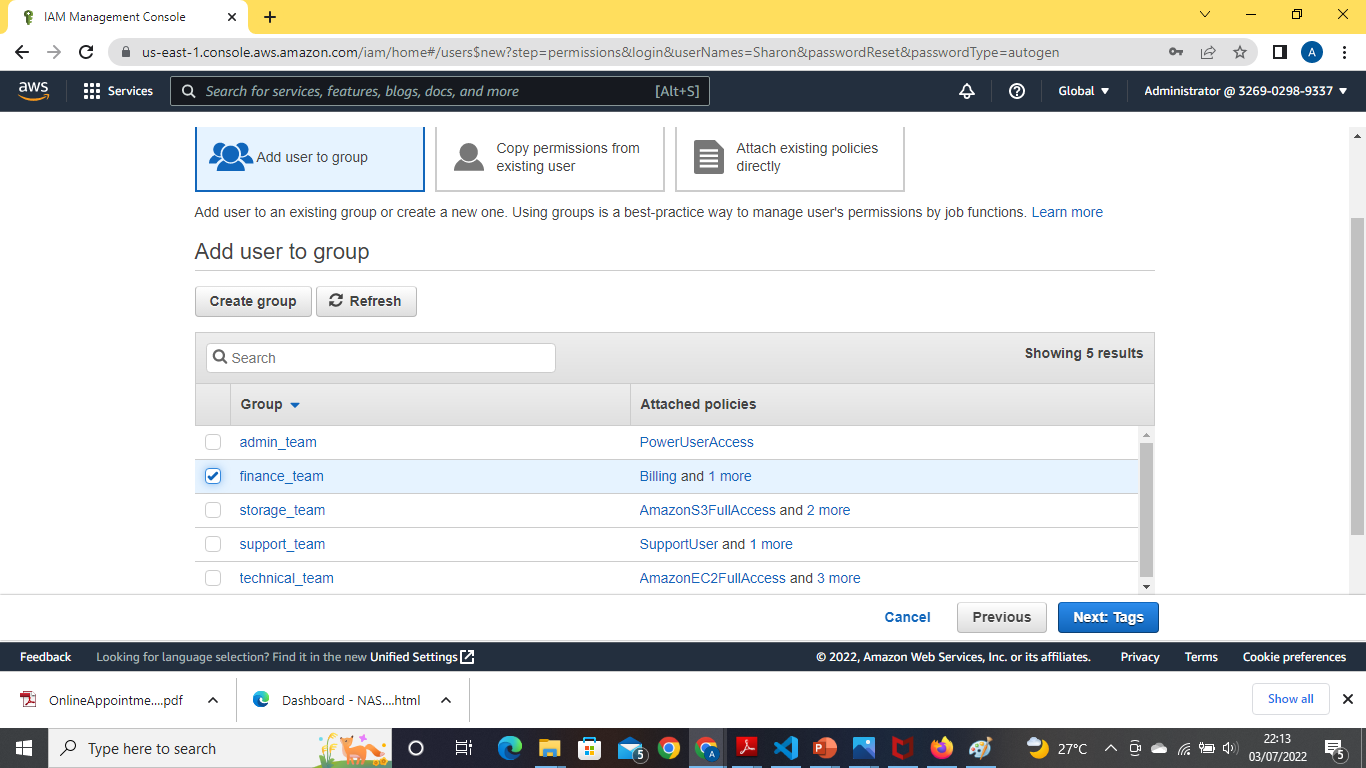 IAM Management Console
us-east-1.console.aws.amazon.com/iam/home#/users$new?step=permissions&login&userNames=Sharon&passwordReset&passwordType=autogen
A
aws
Services
Search for services, features, blogs, docs, and more
[Alt+S]
Global
Administrator @ 3269-0298-9337
Add user to group
Copy permissions from
existing user
Attach existing policies
directly
Add user to an existing group or create a new one. Using groups is a best-practice way to manage user's permissions by job functions. Learn more
Add user to group
Create group
Refresh
Search
Showing 5 results
Group
Attached policies
admin_team
PowerUserAccess
finance_team
Billing and 1 more
storage_team
AmazonS3FullAccess and 2 more
support_team
SupportUser and 1 more
technical_team
AmazonEC2FullAccess and 3 more
Cancel
Previous
Next: Tags
Feedback
Looking for language selection? Find it in the new Unified Settings
© 2022, Amazon Web Services, Inc. or its affiliates.
Privacy
Terms
Cookie preferences
OnlineAppointme....pdf
Dashboard - NAS....html
Show all
Type here to search
5
A
27°C
22:13
03/07/2022
5